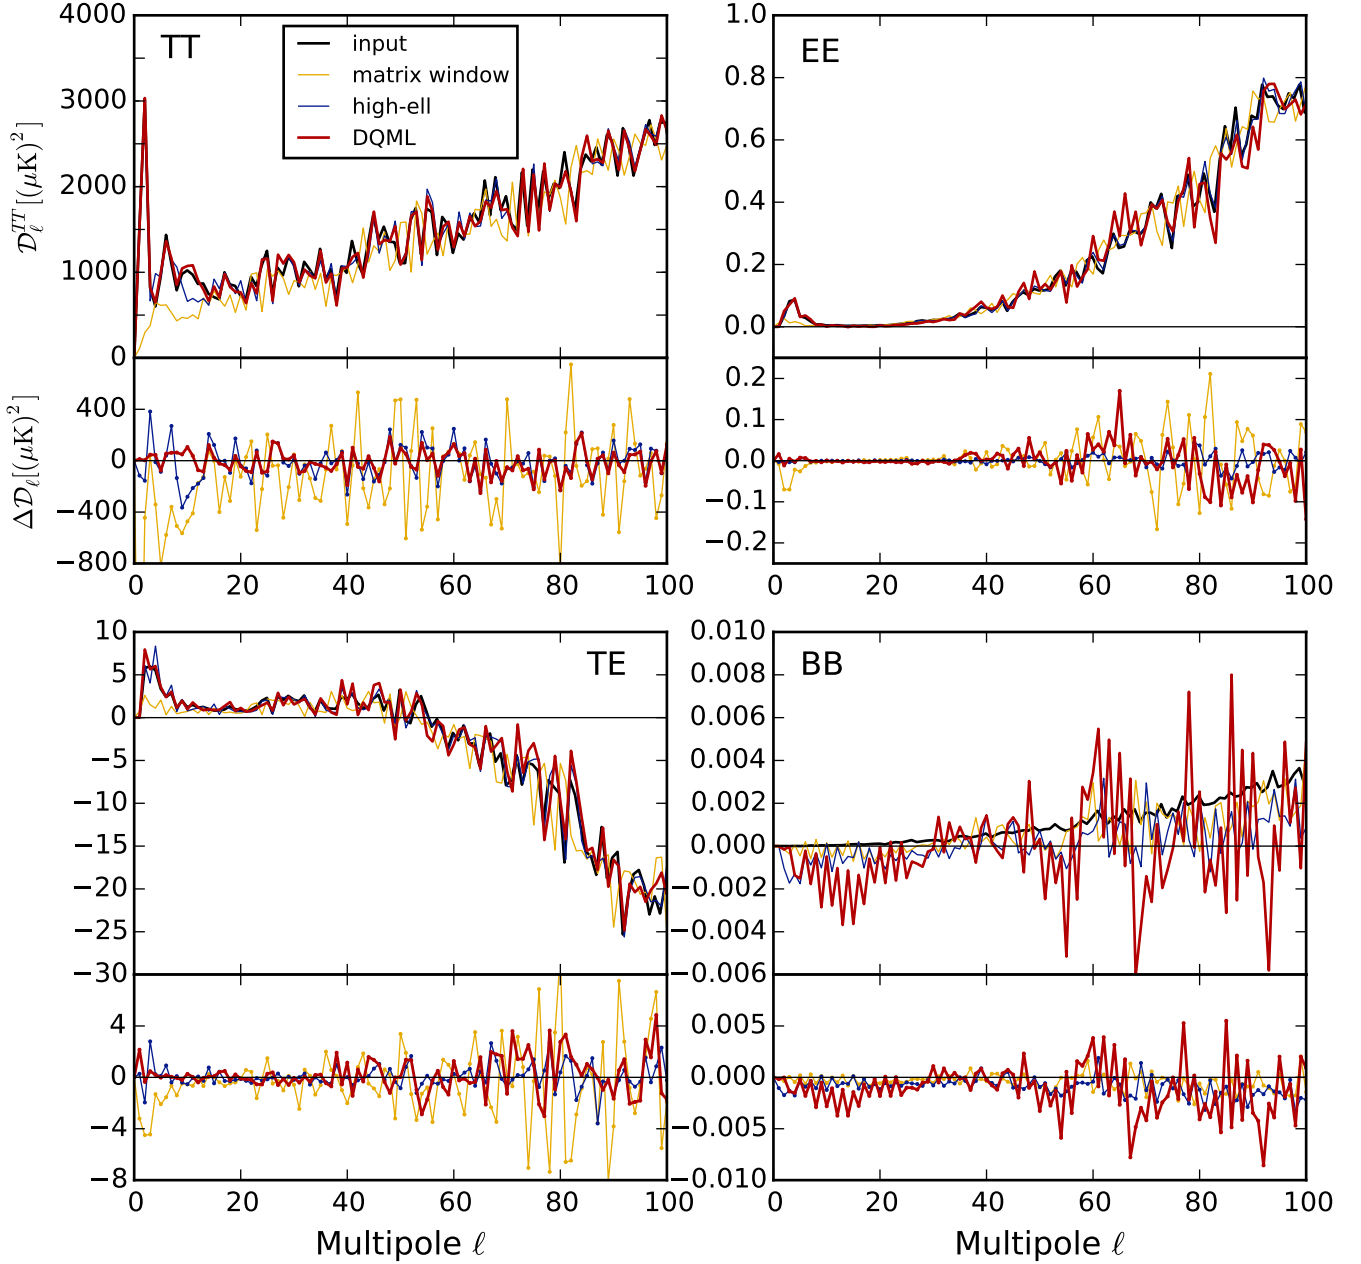 4000
3000
2000
1000
0
TT
input
matrix window
high-ell
DQML
𝒟ℓ^TT [(μK)²]
400
0
−400
−800
Δ𝒟ℓ[(μK)²]
0 20 40 60 80 100
1.0
0.8
0.6
0.4
0.2
0.0
EE
0.2
0.1
0.0
−0.1
−0.2
0 20 40 60 80 100
10
5
0
−5
−10
−15
−20
−25
−30
TE
4
0
−4
−8
0 20 40 60 80 100
Multipole ℓ
0.010
0.008
0.006
0.004
0.002
0.000
−0.002
−0.004
−0.006
BB
0.005
0.000
−0.005
−0.010
0 20 40 60 80 100
Multipole ℓ